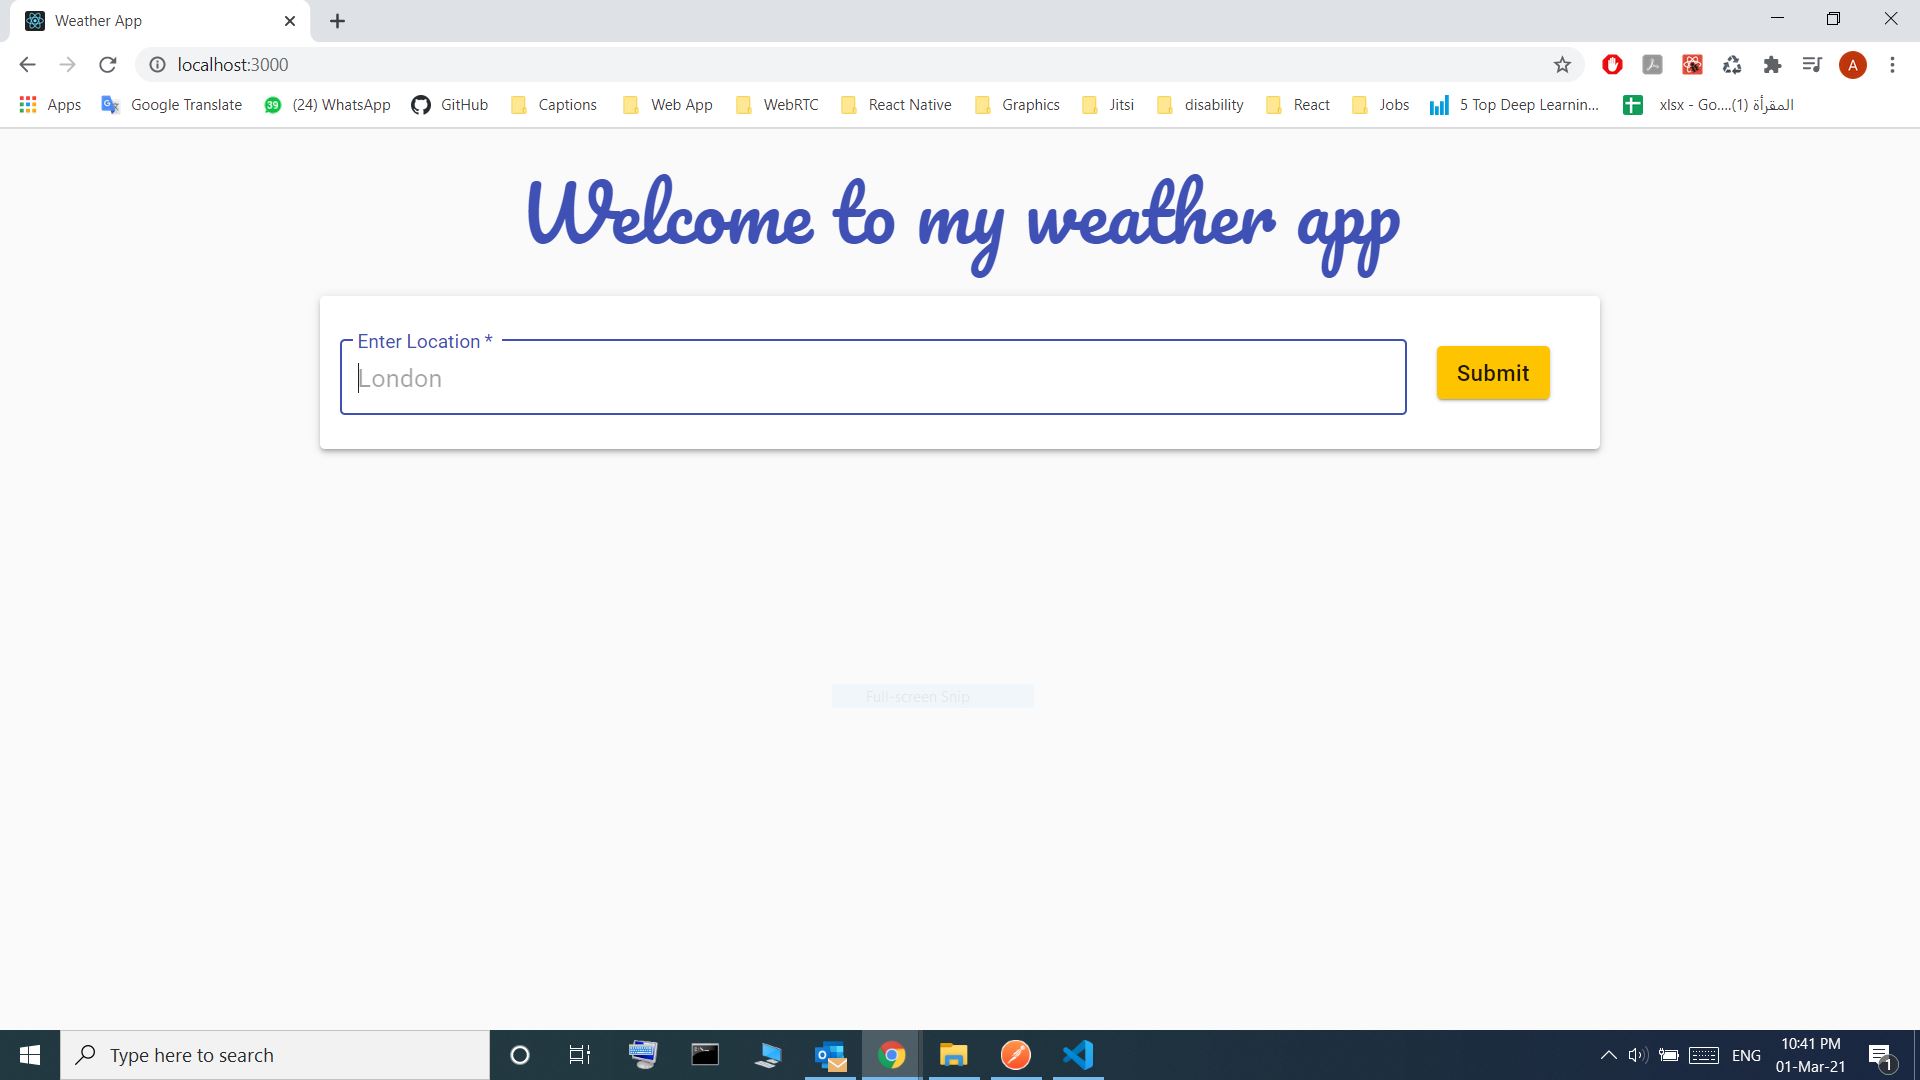 Weather App
localhost:3000
A
Apps
Google Translate
39
(24) WhatsApp
GitHub
Captions
Web App
WebRTC
React Native
Graphics
Jitsi
disability
React
Jobs
5 Top Deep Learnin...
المقرأة (1)....xlsx - Go
Welcome to my weather app
Enter Location *
London
Submit
Full-screen Snip
Type here to search
ENG
10:41 PM
01-Mar-21
1